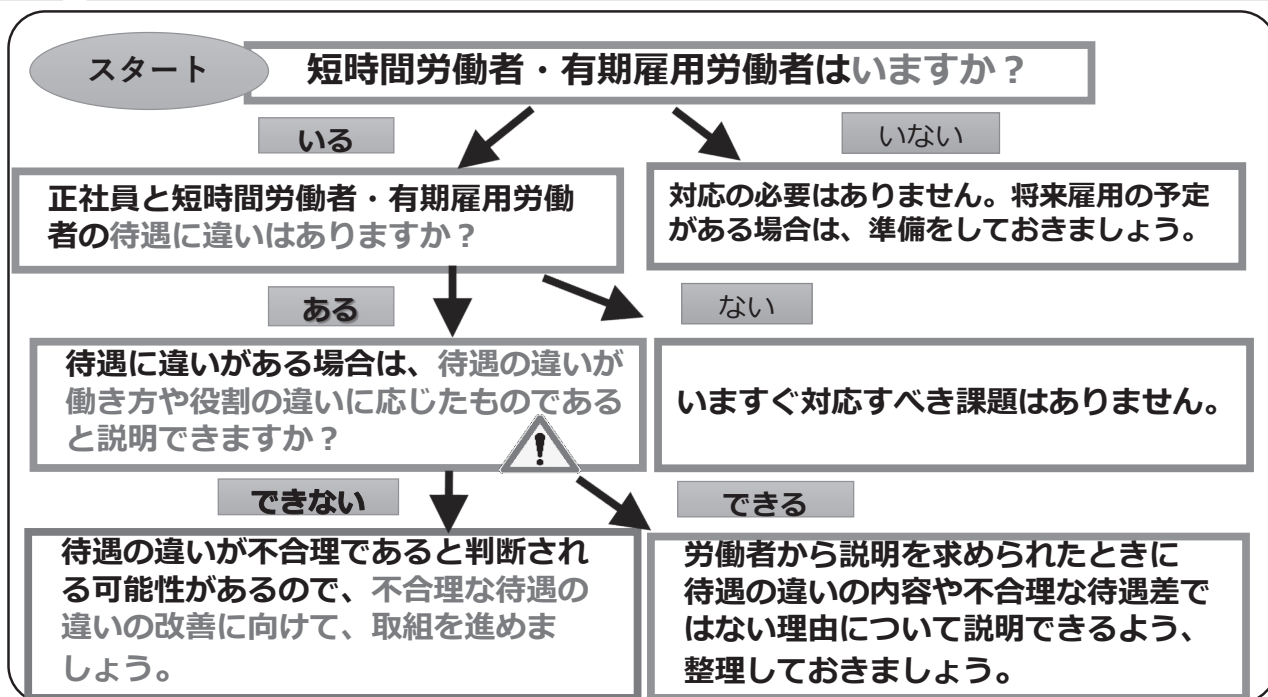 スタート
短時間労働者・有期雇用労働者はいますか？
いる
いない
正社員と短時間労働者・有期雇用労働
者の待遇に違いはありますか？
対応の必要はありません。将来雇用の予定
がある場合は、準備をしておきましょう。
ある
ない
待遇に違いがある場合は、待遇の違いが
働き方や役割の違いに応じたものである
と説明できますか？
!
いますぐ対応すべき課題はありません。
できない
できる
待遇の違いが不合理であると判断され
る可能性があるので、不合理な待遇の
違いの改善に向けて、取組を進めま
しょう。
労働者から説明を求められたときに
待遇の違いの内容や不合理な待遇差で
はない理由について説明できるよう、
整理しておきましょう。